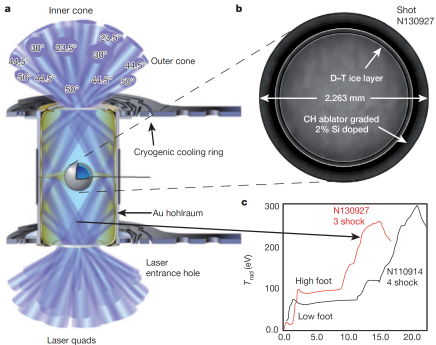 a
Inner cone
23.5°
30°
23.5°
30°
44.5°
44.5°
Outer cone
50°
44.5°
44.5°
50°
50°
Cryogenic cooling ring
Au hohlraum
Laser
entrance hole
Laser quads
b
Shot
N130927
D–T ice layer
2.263 mm
CH ablator graded
2% Si doped
c
300
200
100
0
Trad (eV)
N130927
3 shock
N110914
4 shock
High foot
Low foot
0.0
5.0
10.0
15.0
20.0